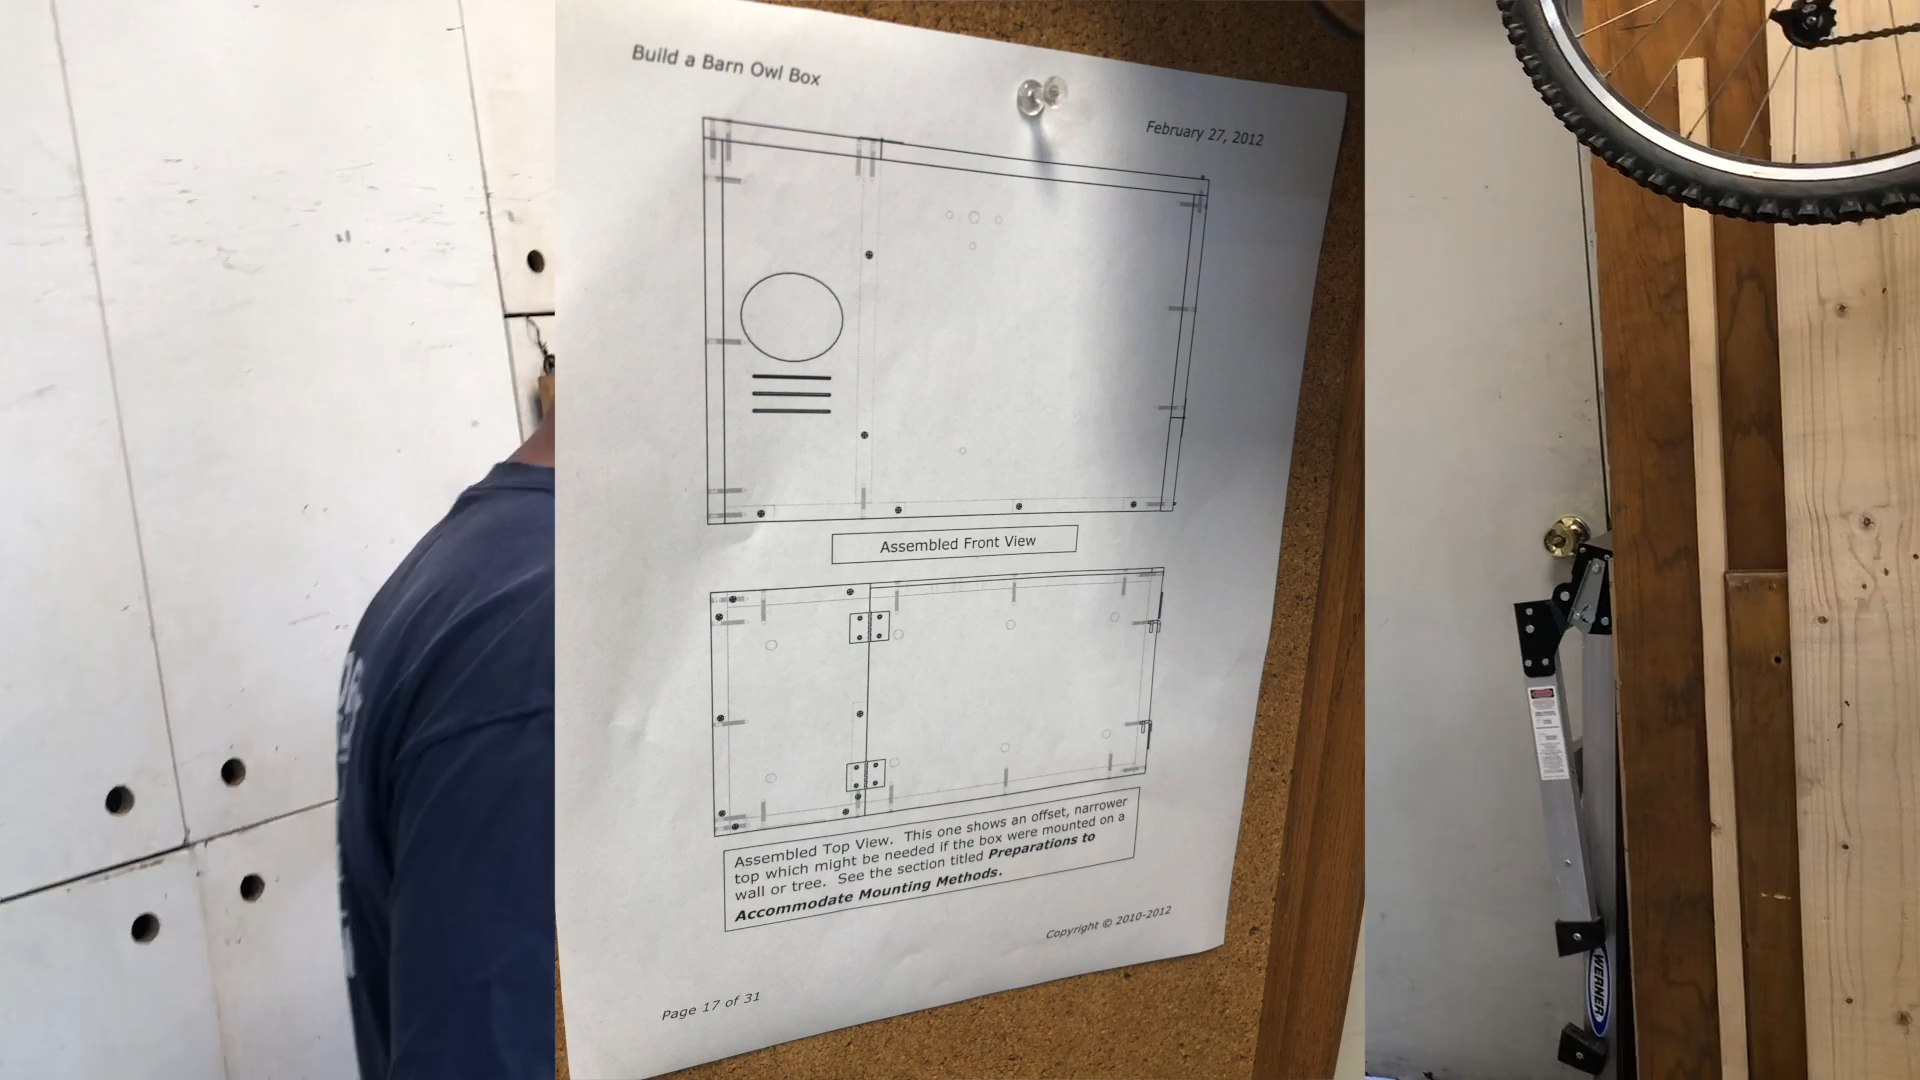 Build a Barn Owl Box
February 27, 2012
Assembled Front View
Assembled Top View. This one shows an offset, narrower
top which might be needed if the box were mounted on a
wall or tree. See the section titled Preparations to
Accommodate Mounting Methods.
Copyright © 2010-2012
Page 17 of 31
WERNER